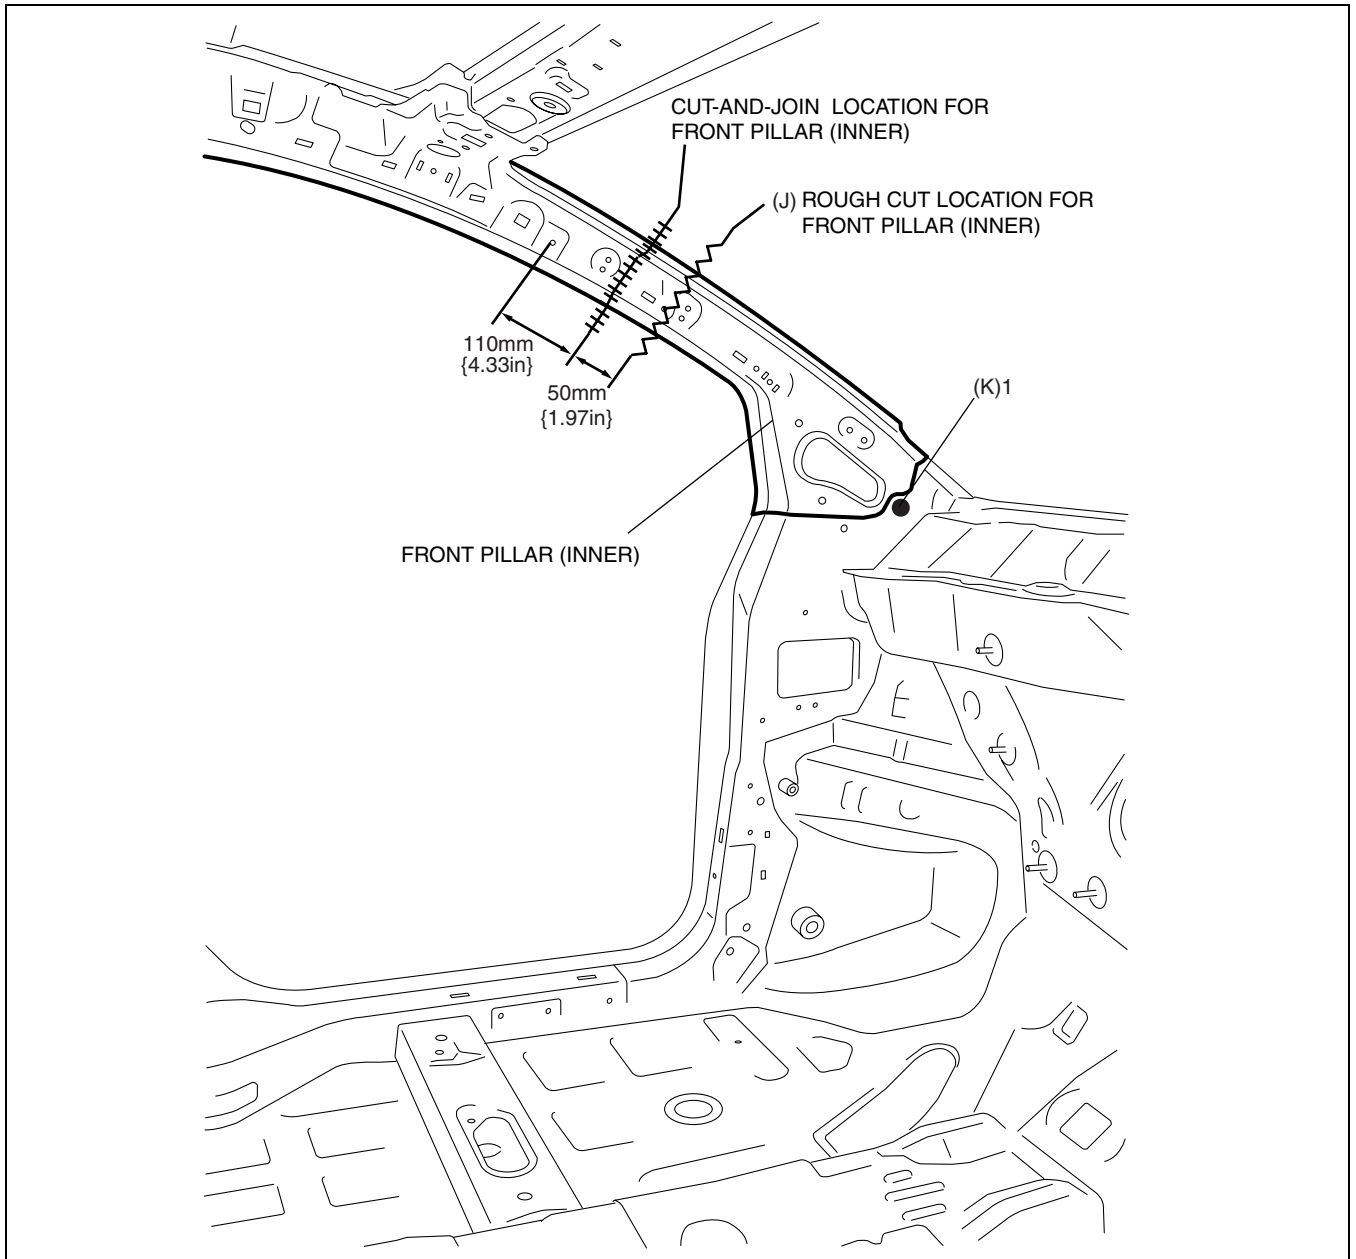 CUT-AND-JOIN LOCATION FOR
FRONT PILLAR (INNER)
(J) ROUGH CUT LOCATION FOR
FRONT PILLAR (INNER)
110mm
{4.33in}
50mm
{1.97in}
(K)1
FRONT PILLAR (INNER)